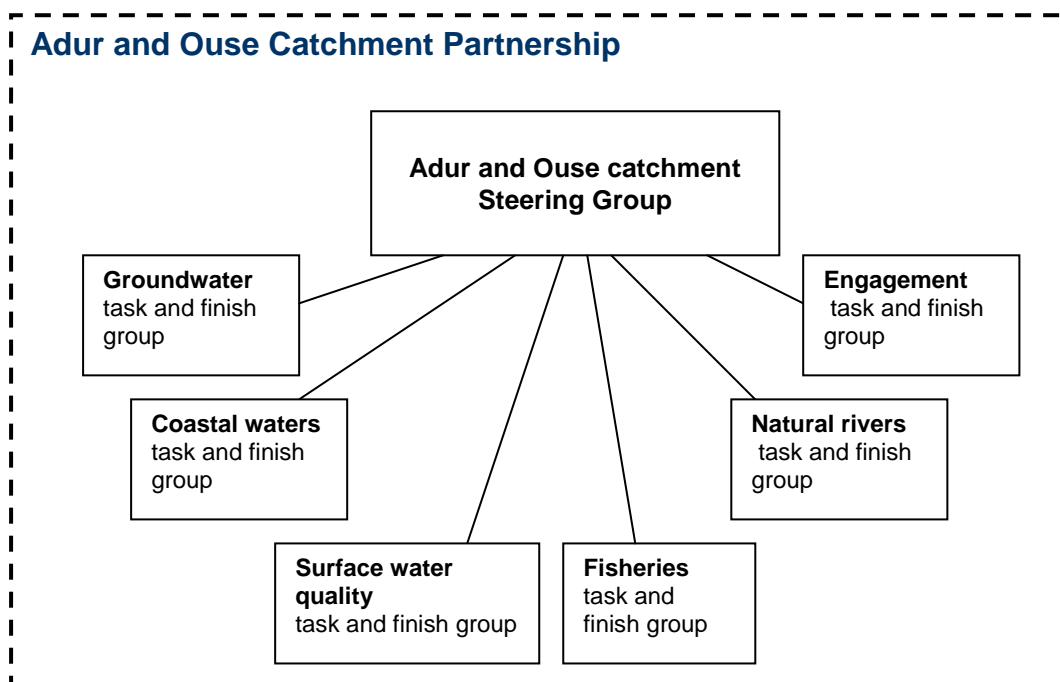 Adur and Ouse Catchment Partnership
Adur and Ouse catchment
Steering Group
Groundwater
task and finish
group
Engagement
task and finish
group
Coastal waters
task and finish
group
Natural rivers
task and finish
group
Surface water
quality
task and finish group
Fisheries
task and
finish group